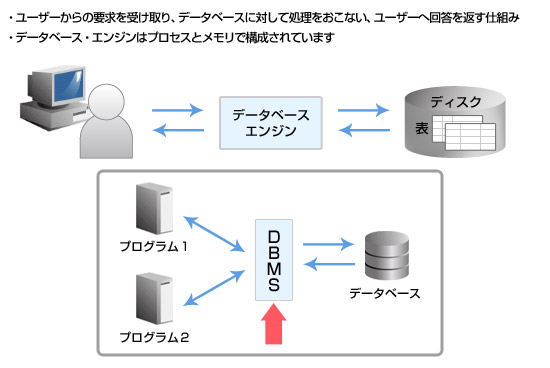 ・ユーザーからの要求を受け取り、データベースに対して処理をおこない、ユーザーへ回答を返す仕組み
・データベース・エンジンはプロセスとメモリで構成されています
データベース
エンジン
ディスク
表
プログラム1
DBMS
データベース
プログラム2